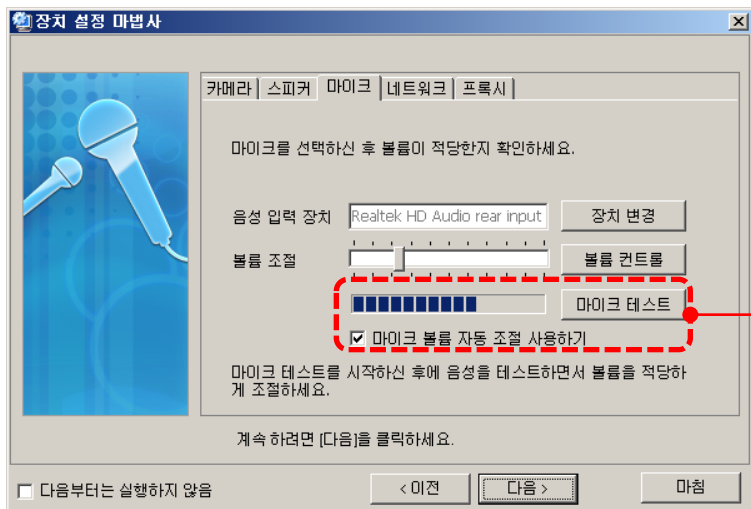 장치 설정 마법사
카메라 스피커 마이크 네트워크 프록시
마이크를 선택하신 후 볼륨이 적당한지 확인하세요.
음성 입력 장치 Realtek HD Audio rear input 장치 변경
볼륨 조절 볼륨 컨트롤
마이크 테스트
마이크 볼륨 자동 조절 사용하기
마이크 테스트를 시작하신 후에 음성을 테스트하면서 볼륨을 적당하
게 조절하세요.
계속 하려면 [다음]을 클릭하세요.
다음부터는 실행하지 않음 < 이전 다음 > 마침